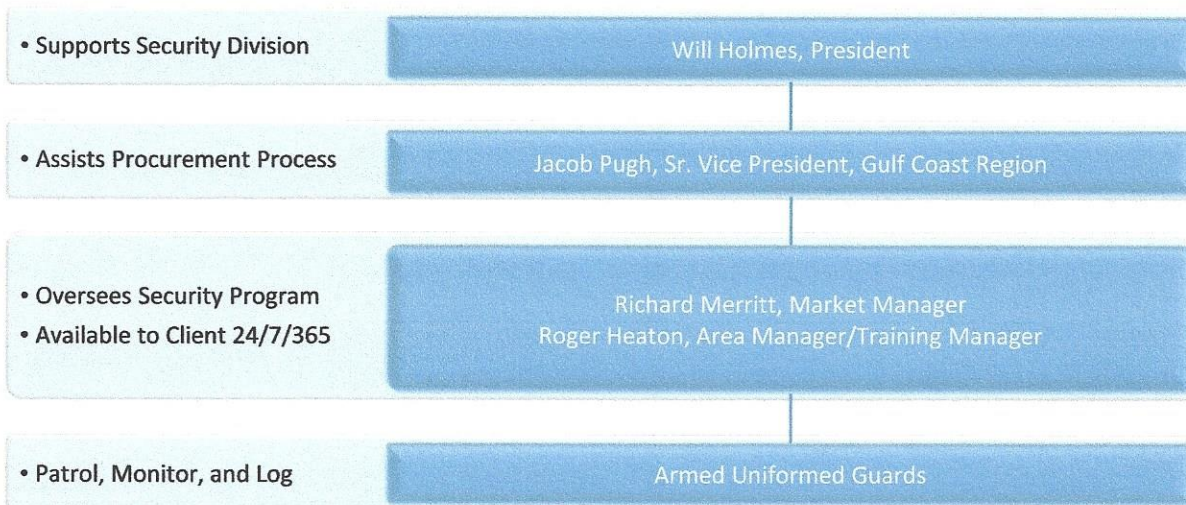 • Supports Security Division
Will Holmes, President
• Assists Procurement Process
Jacob Pugh, Sr. Vice President, Gulf Coast Region
• Oversees Security Program
• Available to Client 24/7/365
Richard Merritt, Market Manager
Roger Heaton, Area Manager/Training Manager
• Patrol, Monitor, and Log
Armed Uniformed Guards